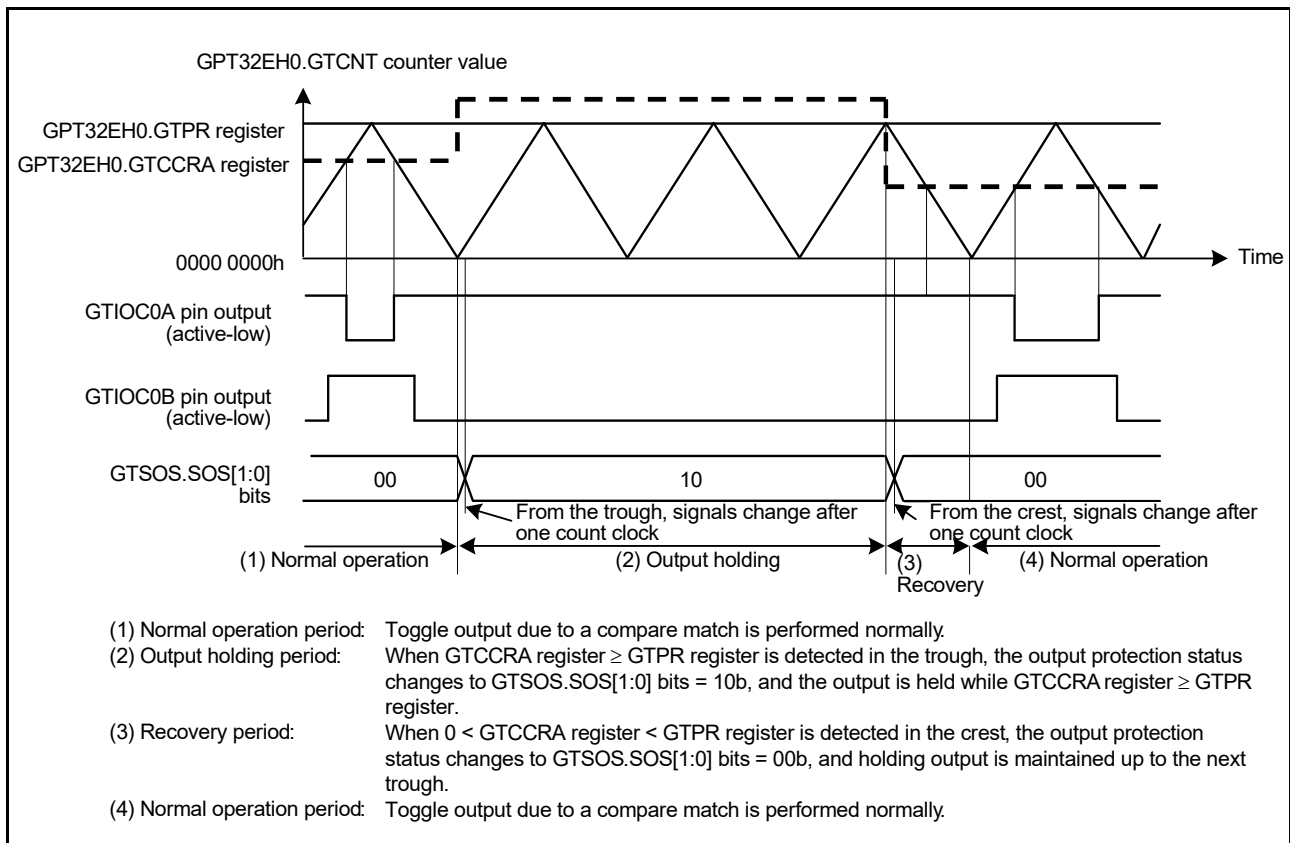 GPT32EH0.GTCNT counter value
GPT32EH0.GTPR register
GPT32EH0.GTCCRA register
0000 0000h
Time
GTIOC0A pin output
(active-low)
GTIOC0B pin output
(active-low)
GTSOS.SOS[1:0]
bits
00
10
00
From the trough, signals change after
one count clock
From the crest, signals change after
one count clock
(1) Normal operation
(2) Output holding
(3)
Recovery
(4) Normal operation
(1) Normal operation period: Toggle output due to a compare match is performed normally.
(2) Output holding period: When GTCCRA register ≥ GTPR register is detected in the trough, the output protection status
changes to GTSOS.SOS[1:0] bits = 10b, and the output is held while GTCCRA register ≥ GTPR
register.
(3) Recovery period: When 0 < GTCCRA register < GTPR register is detected in the crest, the output protection
status changes to GTSOS.SOS[1:0] bits = 00b, and holding output is maintained up to the next
trough.
(4) Normal operation period: Toggle output due to a compare match is performed normally.